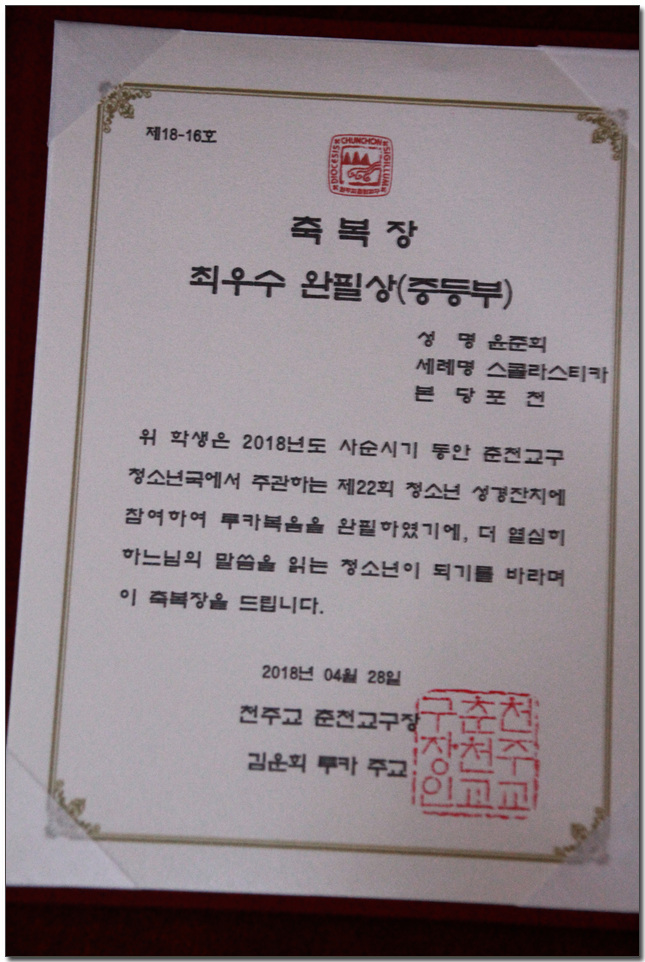 제18-16호
DIOCESIS CHUNCHON SIGILLUM
축복장
최우수 완필상(중등부)
성 명 윤준희
세례명 스콜라스티카
본 당 포 천
위 학생은 2018년도 사순시기 동안 춘천교구
청소년국에서 주관하는 제22회 청소년 성경잔치에
참여하여 루카복음을 완필하였기에, 더 열심히
하느님의 말씀을 읽는 청소년이 되기를 바라며
이 축복장을 드립니다.
2018년 04월 28일
천주교 춘천교구장
김운회 루카 주교
천주교
춘천교
구장인